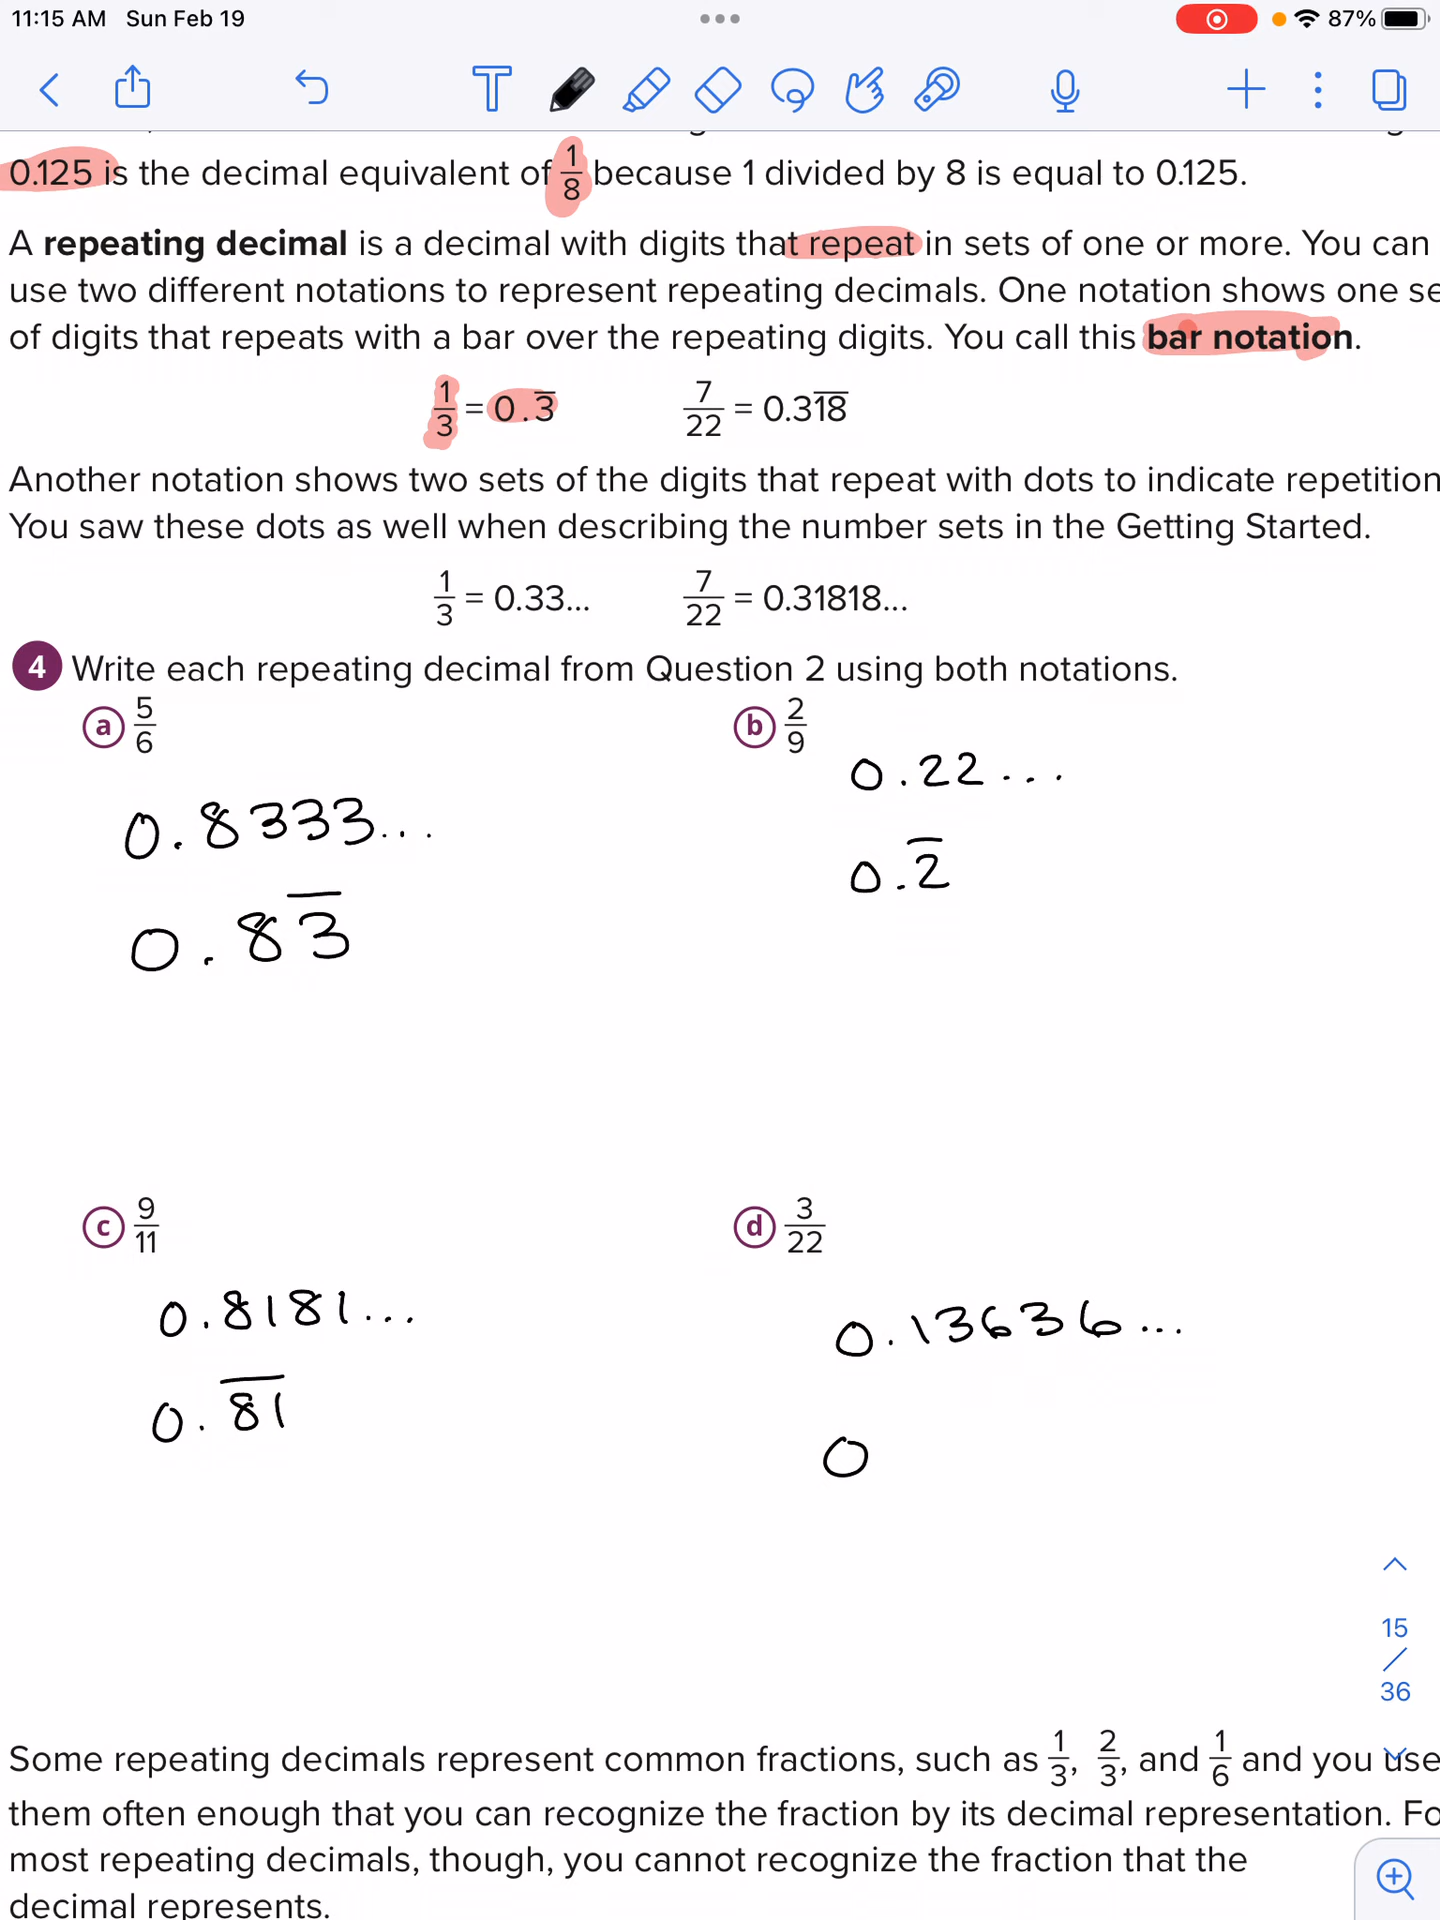 11:15 AM Sun Feb 19 87%
0.125 is the decimal equivalent of 1/8 because 1 divided by 8 is equal to 0.125.
A repeating decimal is a decimal with digits that repeat in sets of one or more. You can
use two different notations to represent repeating decimals. One notation shows one se
of digits that repeats with a bar over the repeating digits. You call this bar notation.
1/3 = 0.3̅ 7/22 = 0.31̅8̅
Another notation shows two sets of the digits that repeat with dots to indicate repetition
You saw these dots as well when describing the number sets in the Getting Started.
1/3 = 0.33... 7/22 = 0.31818...
4 Write each repeating decimal from Question 2 using both notations.
a 5/6
0.8333...
0.83̅
b 2/9
0.22...
0.2̅
c 9/11
0.8181...
0.8̅1̅
d 3/22
0.13636...
0
15
/
36
Some repeating decimals represent common fractions, such as 1/3, 2/3, and 1/6 and you use
them often enough that you can recognize the fraction by its decimal representation. Fo
most repeating decimals, though, you cannot recognize the fraction that the
decimal represents.